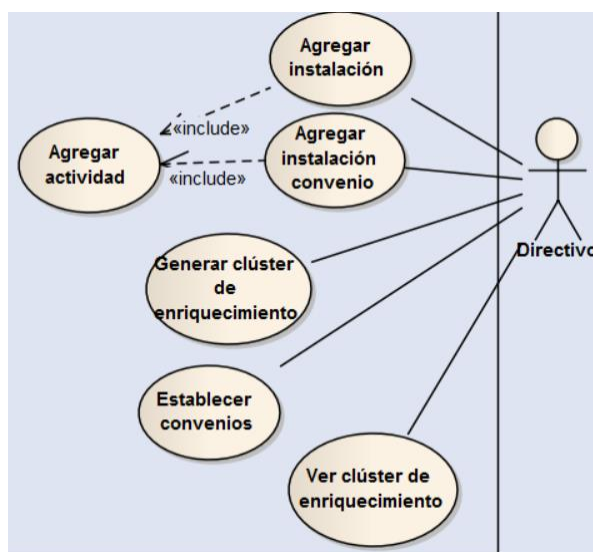 Agregar
instalación
«include»
Agregar
actividad
Agregar
instalación
convenio
«include»
Directivo
Generar clúster
de
enriquecimiento
Establecer
convenios
Ver clúster de
enriquecimiento